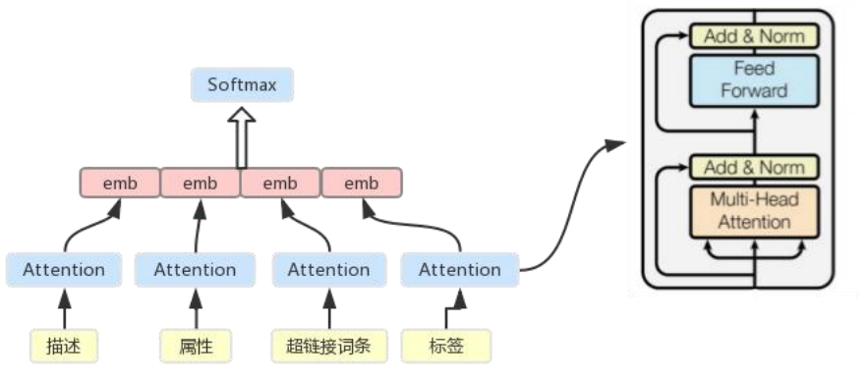 Softmax
emb emb emb emb
Attention Attention Attention Attention
描述 属性 超链接词条 标签
Add & Norm
Feed
Forward
Add & Norm
Multi-Head
Attention